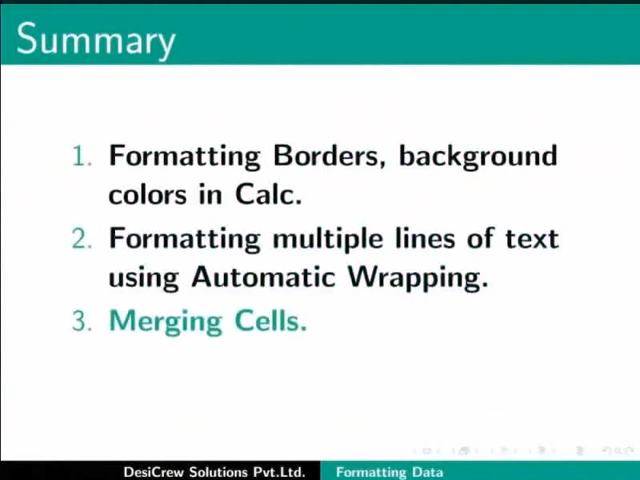 Summary
1. Formatting Borders, background
colors in Calc.
2. Formatting multiple lines of text
using Automatic Wrapping.
3. Merging Cells.
DesiCrew Solutions Pvt.Ltd. Formatting Data